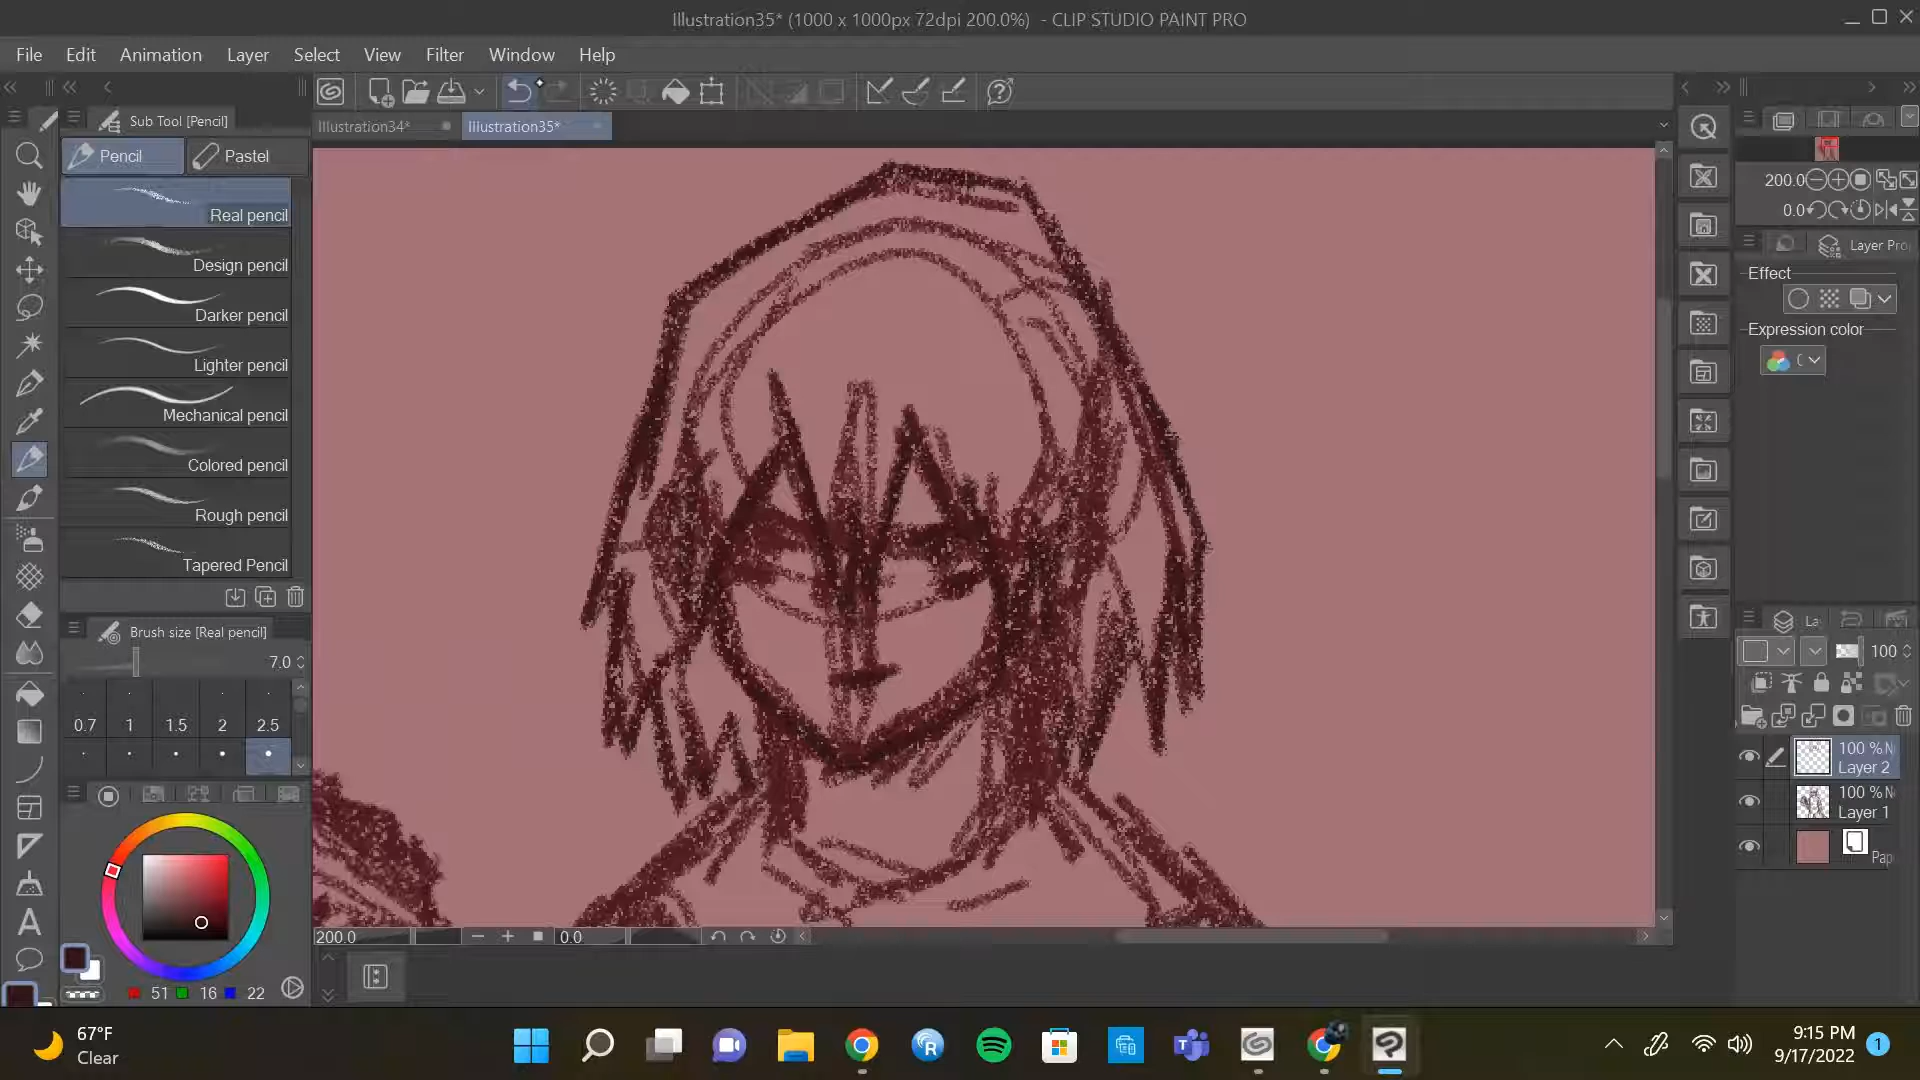 Illustration35* (1000 x 1000px 72dpi 200.0%) - CLIP STUDIO PAINT PRO
File Edit Animation Layer Select View Filter Window Help
Sub Tool [Pencil]
Illustration34* Illustration35*
Pencil Pastel
Real pencil
Design pencil
Darker pencil
Lighter pencil
Mechanical pencil
Colored pencil
Rough pencil
Tapered Pencil
Brush size [Real pencil]
7.0
0.7 1 1.5 2 2.5
51 16 22
200.0 0.0
200.0
0.0
Layer Pro
Effect
Expression color
C
La
100
100 % N
Layer 2
100 % N
Layer 1
Pap
67°F
Clear
9:15 PM
9/17/2022
1